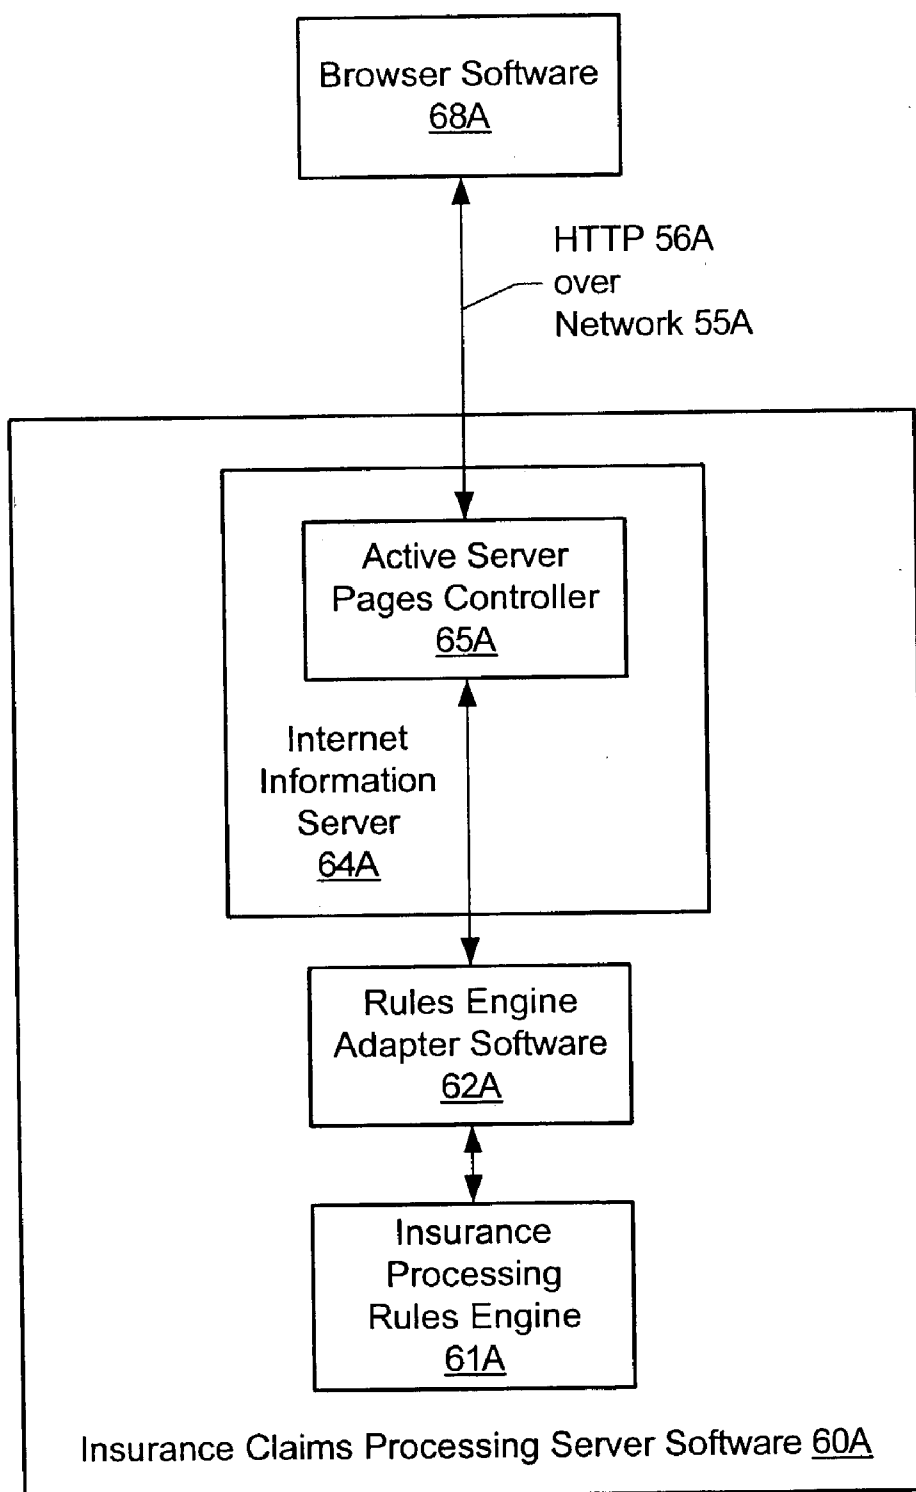 Browser Software
68A
HTTP 56A
over
Network 55A
Active Server
Pages Controller
65A
Internet
Information
Server
64A
Rules Engine
Adapter Software
62A
Insurance
Processing
Rules Engine
61A
Insurance Claims Processing Server Software 60A